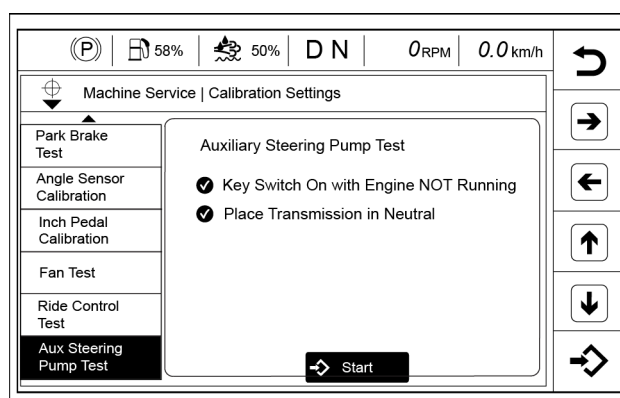 (P) 58% 50% D N 0 RPM 0.0 km/h
Machine Service | Calibration Settings
Park Brake
Test
Angle Sensor
Calibration
Inch Pedal
Calibration
Fan Test
Ride Control
Test
Aux Steering
Pump Test
Auxiliary Steering Pump Test
Key Switch On with Engine NOT Running
Place Transmission in Neutral
Start